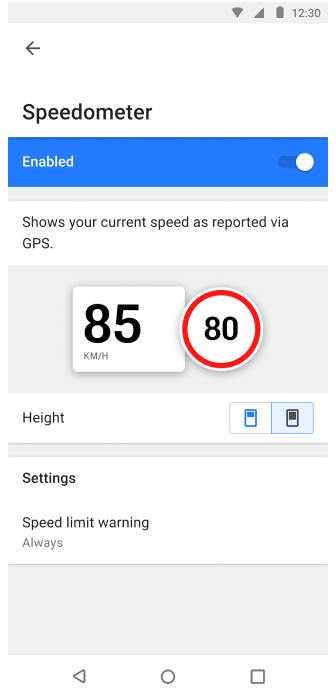 12:30
Speedometer
Enabled
Shows your current speed as reported via
GPS.
85
KM/H
80
Height
Settings
Speed limit warning
Always